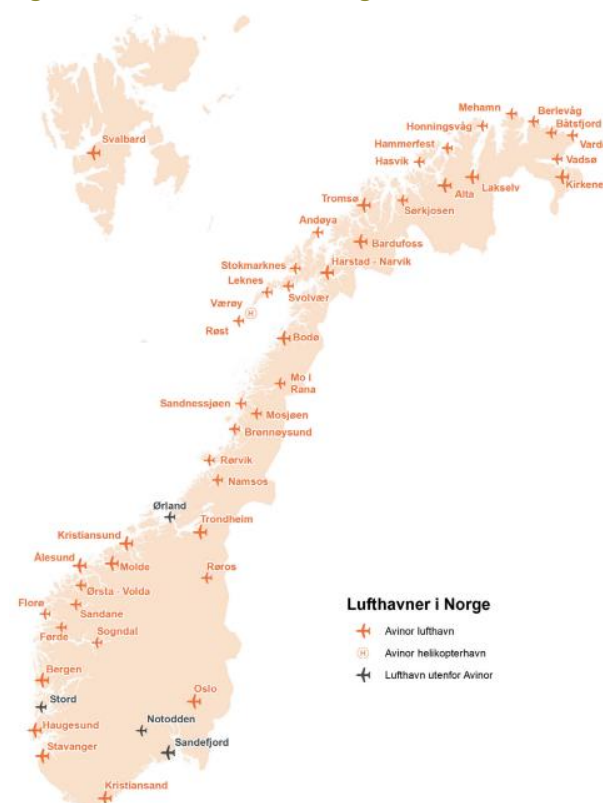 Svalbard
Mehamn
Berlevåg
Honningsvåg
Båtsfjord
Hammerfest
Vardø
Hasvik
Vadsø
Kirkenes
Lakselv
Alta
Tromsø
Sørkjosen
Andøya
Bardufoss
Stokmarknes
Harstad - Narvik
Leknes
Svolvær
Værøy
H
Røst
Bodø
Mo I
Rana
Sandnessjøen
Mosjøen
Brønnøysund
Rørvik
Namsos
Ørland
Trondheim
Kristiansund
Ålesund
Molde
Røros
Ørsta - Volda
Florø
Sandane
Førde
Sogndal
Bergen
Oslo
Stord
Notodden
Haugesund
Sandefjord
Stavanger
Kristiansand
Lufthavner i Norge
Avinor lufthavn
H
Avinor helikopterhavn
Lufthavn utenfor Avinor